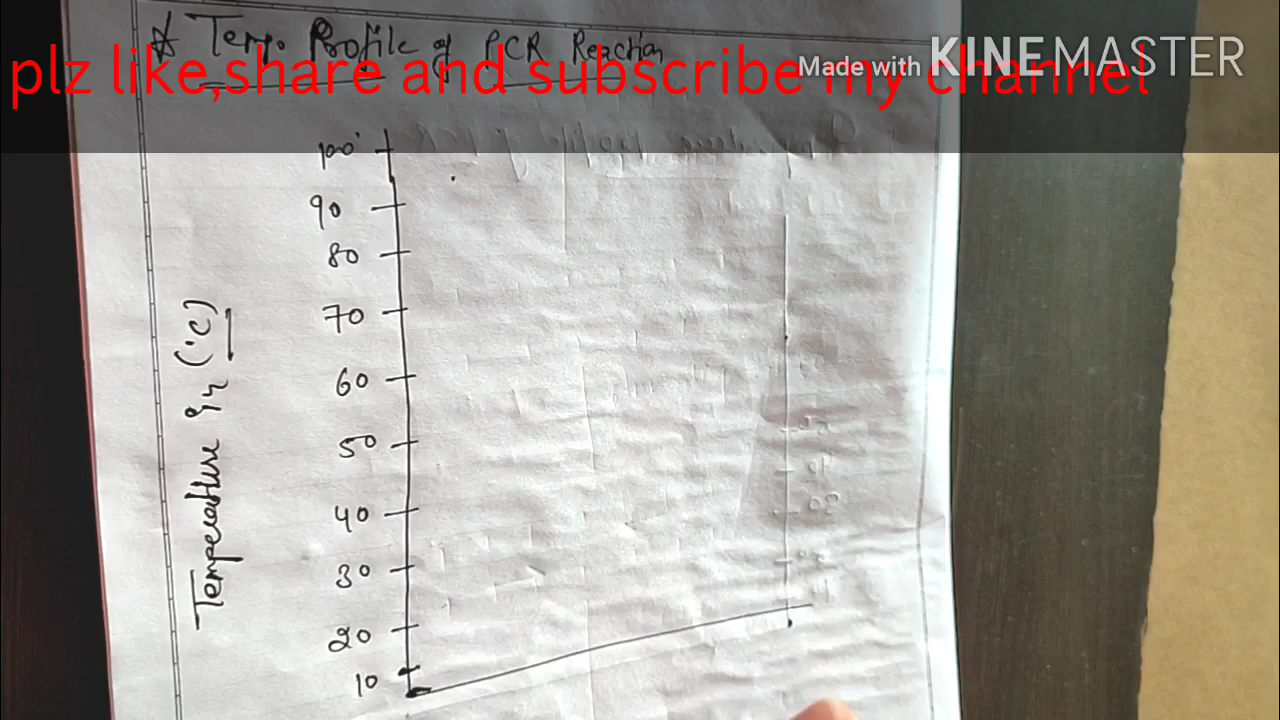 * Temp. Profile of PCR Reaction
plz like,share and subscribe my channel
Made with KINEMASTER
100°
90
80
70
60
50
40
30
20
10
Temperature in (°C)